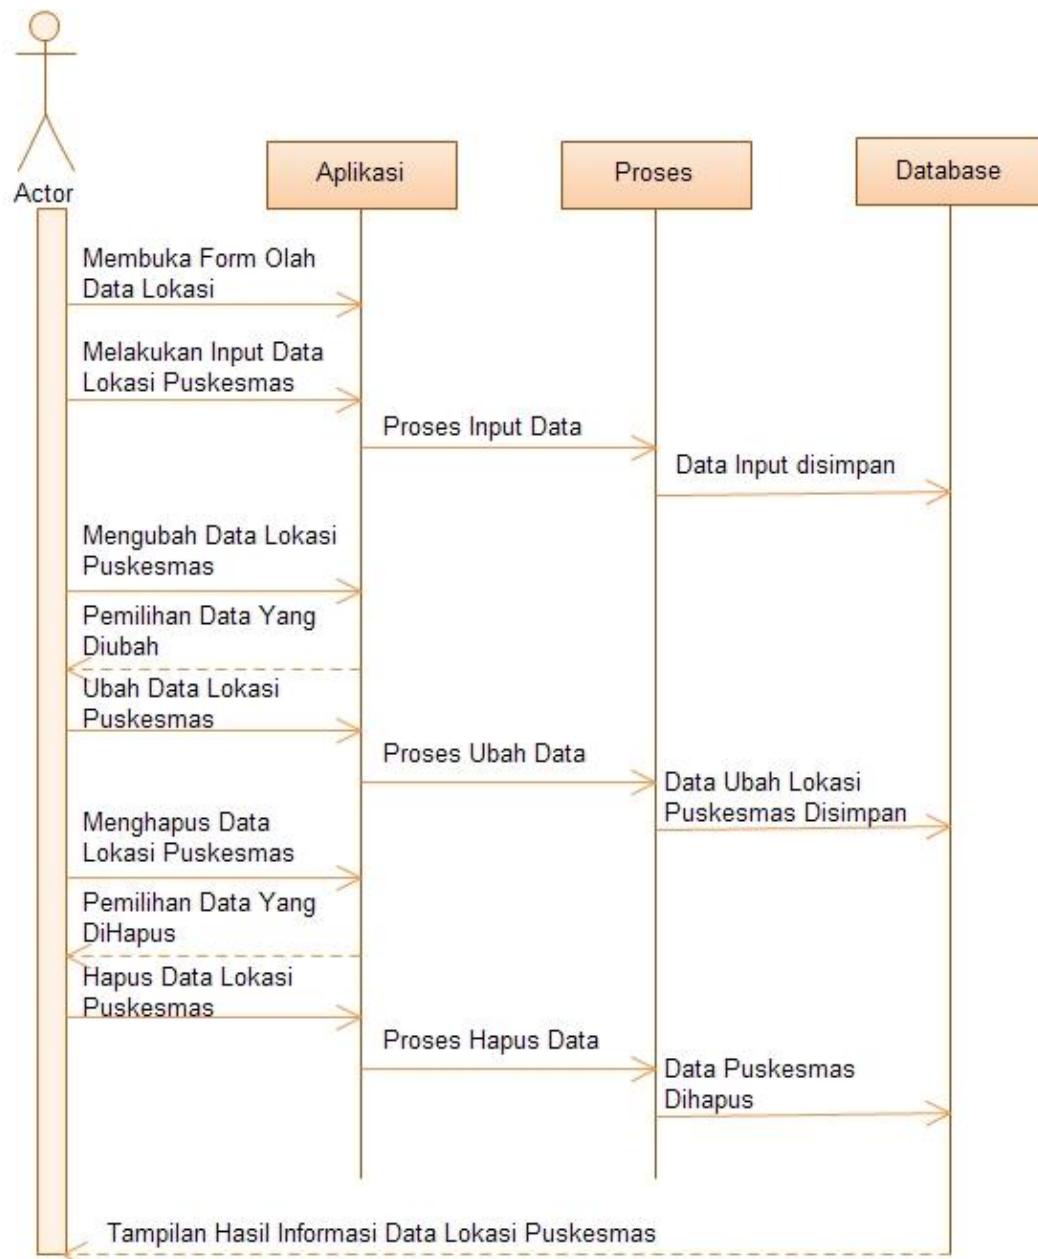 Actor
Aplikasi
Proses
Database
Membuka Form Olah
Data Lokasi
Melakukan Input Data
Lokasi Puskesmas
Proses Input Data
Data Input disimpan
Mengubah Data Lokasi
Puskesmas
Pemilihan Data Yang
Diubah
Ubah Data Lokasi
Puskesmas
Proses Ubah Data
Data Ubah Lokasi
Puskesmas Disimpan
Menghapus Data
Lokasi Puskesmas
Pemilihan Data Yang
DiHapus
Hapus Data Lokasi
Puskesmas
Proses Hapus Data
Data Puskesmas
Dihapus
Tampilan Hasil Informasi Data Lokasi Puskesmas